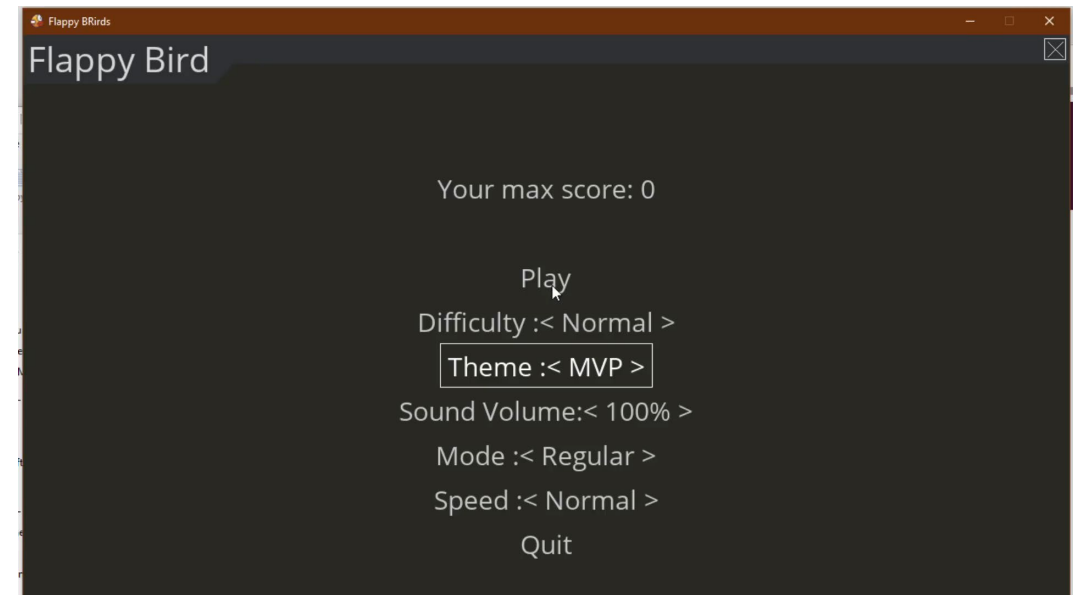 Flappy BRirds
Flappy Bird
Your max score: 0
Play
Difficulty :< Normal >
Theme :< MVP >
Sound Volume:< 100% >
Mode :< Regular >
Speed :< Normal >
Quit